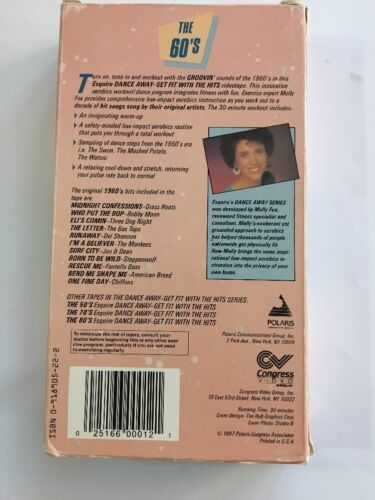 THE
60'S
Turn on, tune in and workout with the GROOVIN' sounds of the 1960's in this
Esquire DANCE AWAY-GET FIT WITH THE HITS videotape. This innovative
aerobics workout/dance program integrates fitness with fun. Exercise expert Molly
Fox provides comprehensive low-impact aerobics instruction as you work out to a
decade of hit songs sung by their original artists. The 30-minute workout includes:
An invigorating warm-up
A safety-minded low-impact aerobics routine
that puts you through a total workout
Sampling of dance steps from the 1960's era
i.e. The Swim, The Mashed Potato,
The Watusi
A relaxing cool-down and stretch, returning
your pulse rate back to normal
The original 1960's hits included in the
tape are:
MIDNIGHT CONFESSIONS-Grass Roots
WHO PUT THE BOP-Bobby Mann
ELI'S COMIN-Three Dog Night
THE LETTER-The Box Tops
RUNAWAY-Del Shannon
I'M A BELIEVER-The Monkees
SURF CITY-Jan & Dean
BORN TO BE WILD-Steppenwolf
RESCUE ME-Fontella Bass
BEND ME SHAPE ME-American Breed
ONE FINE DAY-Chiffons
Esquire's DANCE AWAY SERIES
was developed by Molly Fox,
renowned fitness specialist and
consultant. Molly's exuberant yet
grounded approach to aerobics
has helped thousands of people
nationwide get physically fit.
Now Molly brings the same inspi-
rational low-impact aerobics in-
struction into the privacy of your
own home.
OTHER TAPES IN THE DANCE AWAY-GET FIT WITH THE HITS SERIES:
THE 50'S Esquire DANCE AWAY-GET FIT WITH THE HITS
THE 70'S Esquire DANCE AWAY-GET FIT WITH THE HITS
THE 80'S Esquire DANCE AWAY-GET FIT WITH THE HITS
To minimize the risk of injury, consult your
doctor before beginning this or any other exer-
cise program, particularly if you are not used
to exercising regularly.
POLARIS
Polaris Communications Group, Inc.
2 Park Ave., New York, NY 10016
CV
Congress
VIDEO
Congress Video Group, Inc.
10 East 53rd Street, New York, NY 10022
Running Time: 30 minutes
Cover Design: The Hub Graphics Corp.
Cover Photo: Studio R
© 1987 Polaris Congress Associates.
Printed in U.S.A
ISBN 0-916905-22-2
0 25166 00012 1